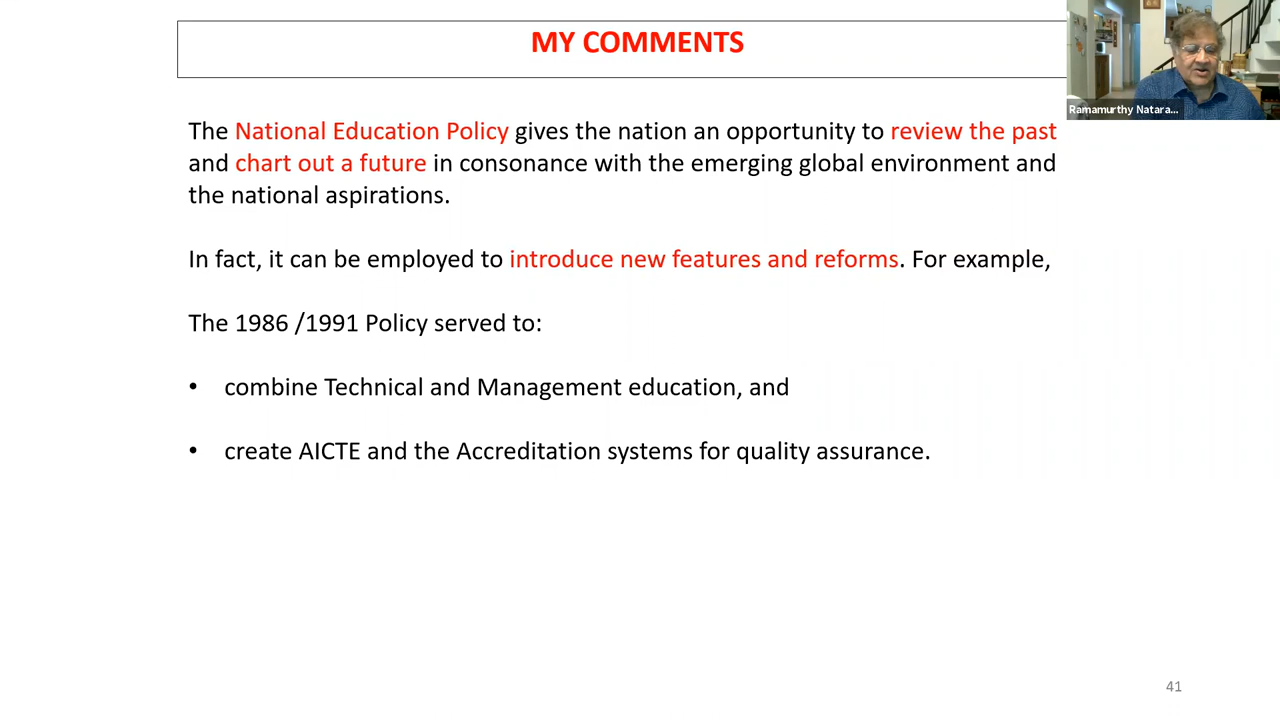 MY COMMENTS
Ramamurthy Natara...
The National Education Policy gives the nation an opportunity to review the past
and chart out a future in consonance with the emerging global environment and
the national aspirations.
In fact, it can be employed to introduce new features and reforms. For example,
The 1986 /1991 Policy served to:
• combine Technical and Management education, and
• create AICTE and the Accreditation systems for quality assurance.
41